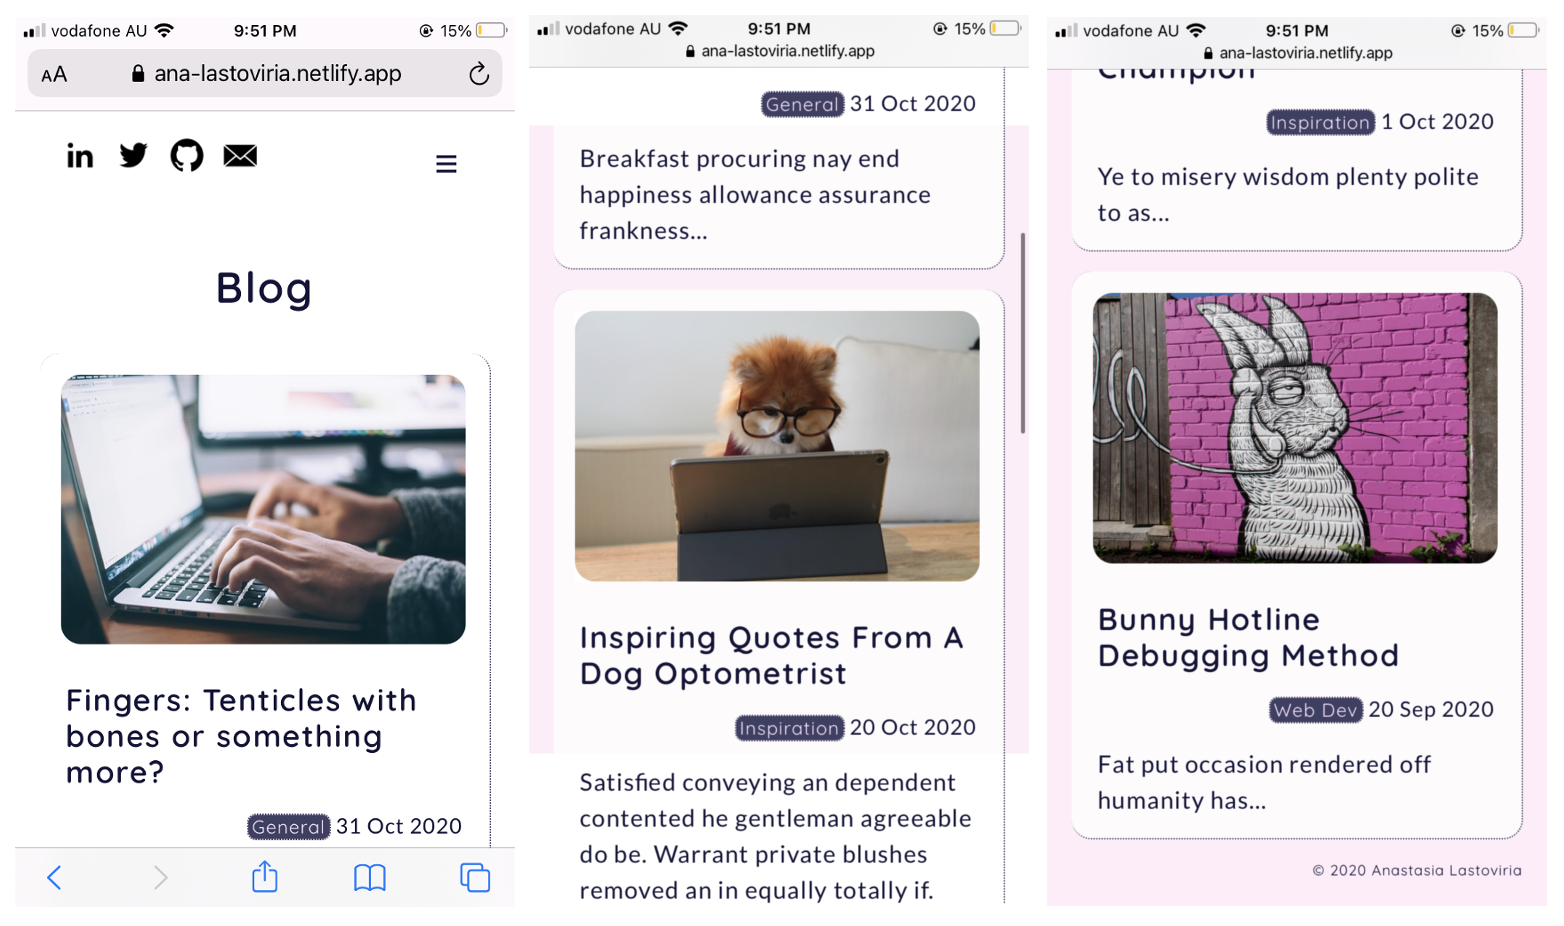 vodafone AU 9:51 PM 15%
AA ana-lastoviria.netlify.app
in
Blog
Fingers: Tenticles with
bones or something
more?
General 31 Oct 2020
vodafone AU 9:51 PM 15%
ana-lastoviria.netlify.app
General 31 Oct 2020
Breakfast procuring nay end
happiness allowance assurance
frankness...
Inspiring Quotes From A
Dog Optometrist
Inspiration 20 Oct 2020
Satisfied conveying an dependent
contented he gentleman agreeable
do be. Warrant private blushes
removed an in equally totally if.
vodafone AU 9:51 PM 15%
ana-lastoviria.netlify.app
Champion
Inspiration 1 Oct 2020
Ye to misery wisdom plenty polite
to as...
Bunny Hotline
Debugging Method
Web Dev 20 Sep 2020
Fat put occasion rendered off
humanity has...
© 2020 Anastasia Lastoviria